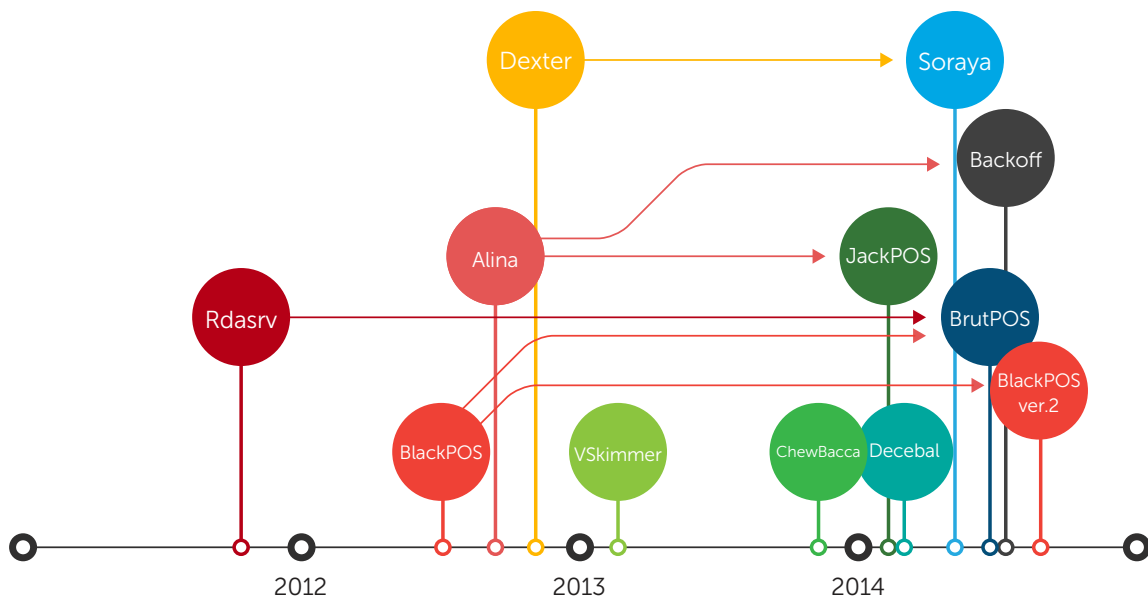 Dexter
Soraya
Backoff
Alina
JackPOS
Rdasrv
BrutPOS
BlackPOS
ver.2
BlackPOS
VSkimmer
ChewBacca
Decebal
2012
2013
2014